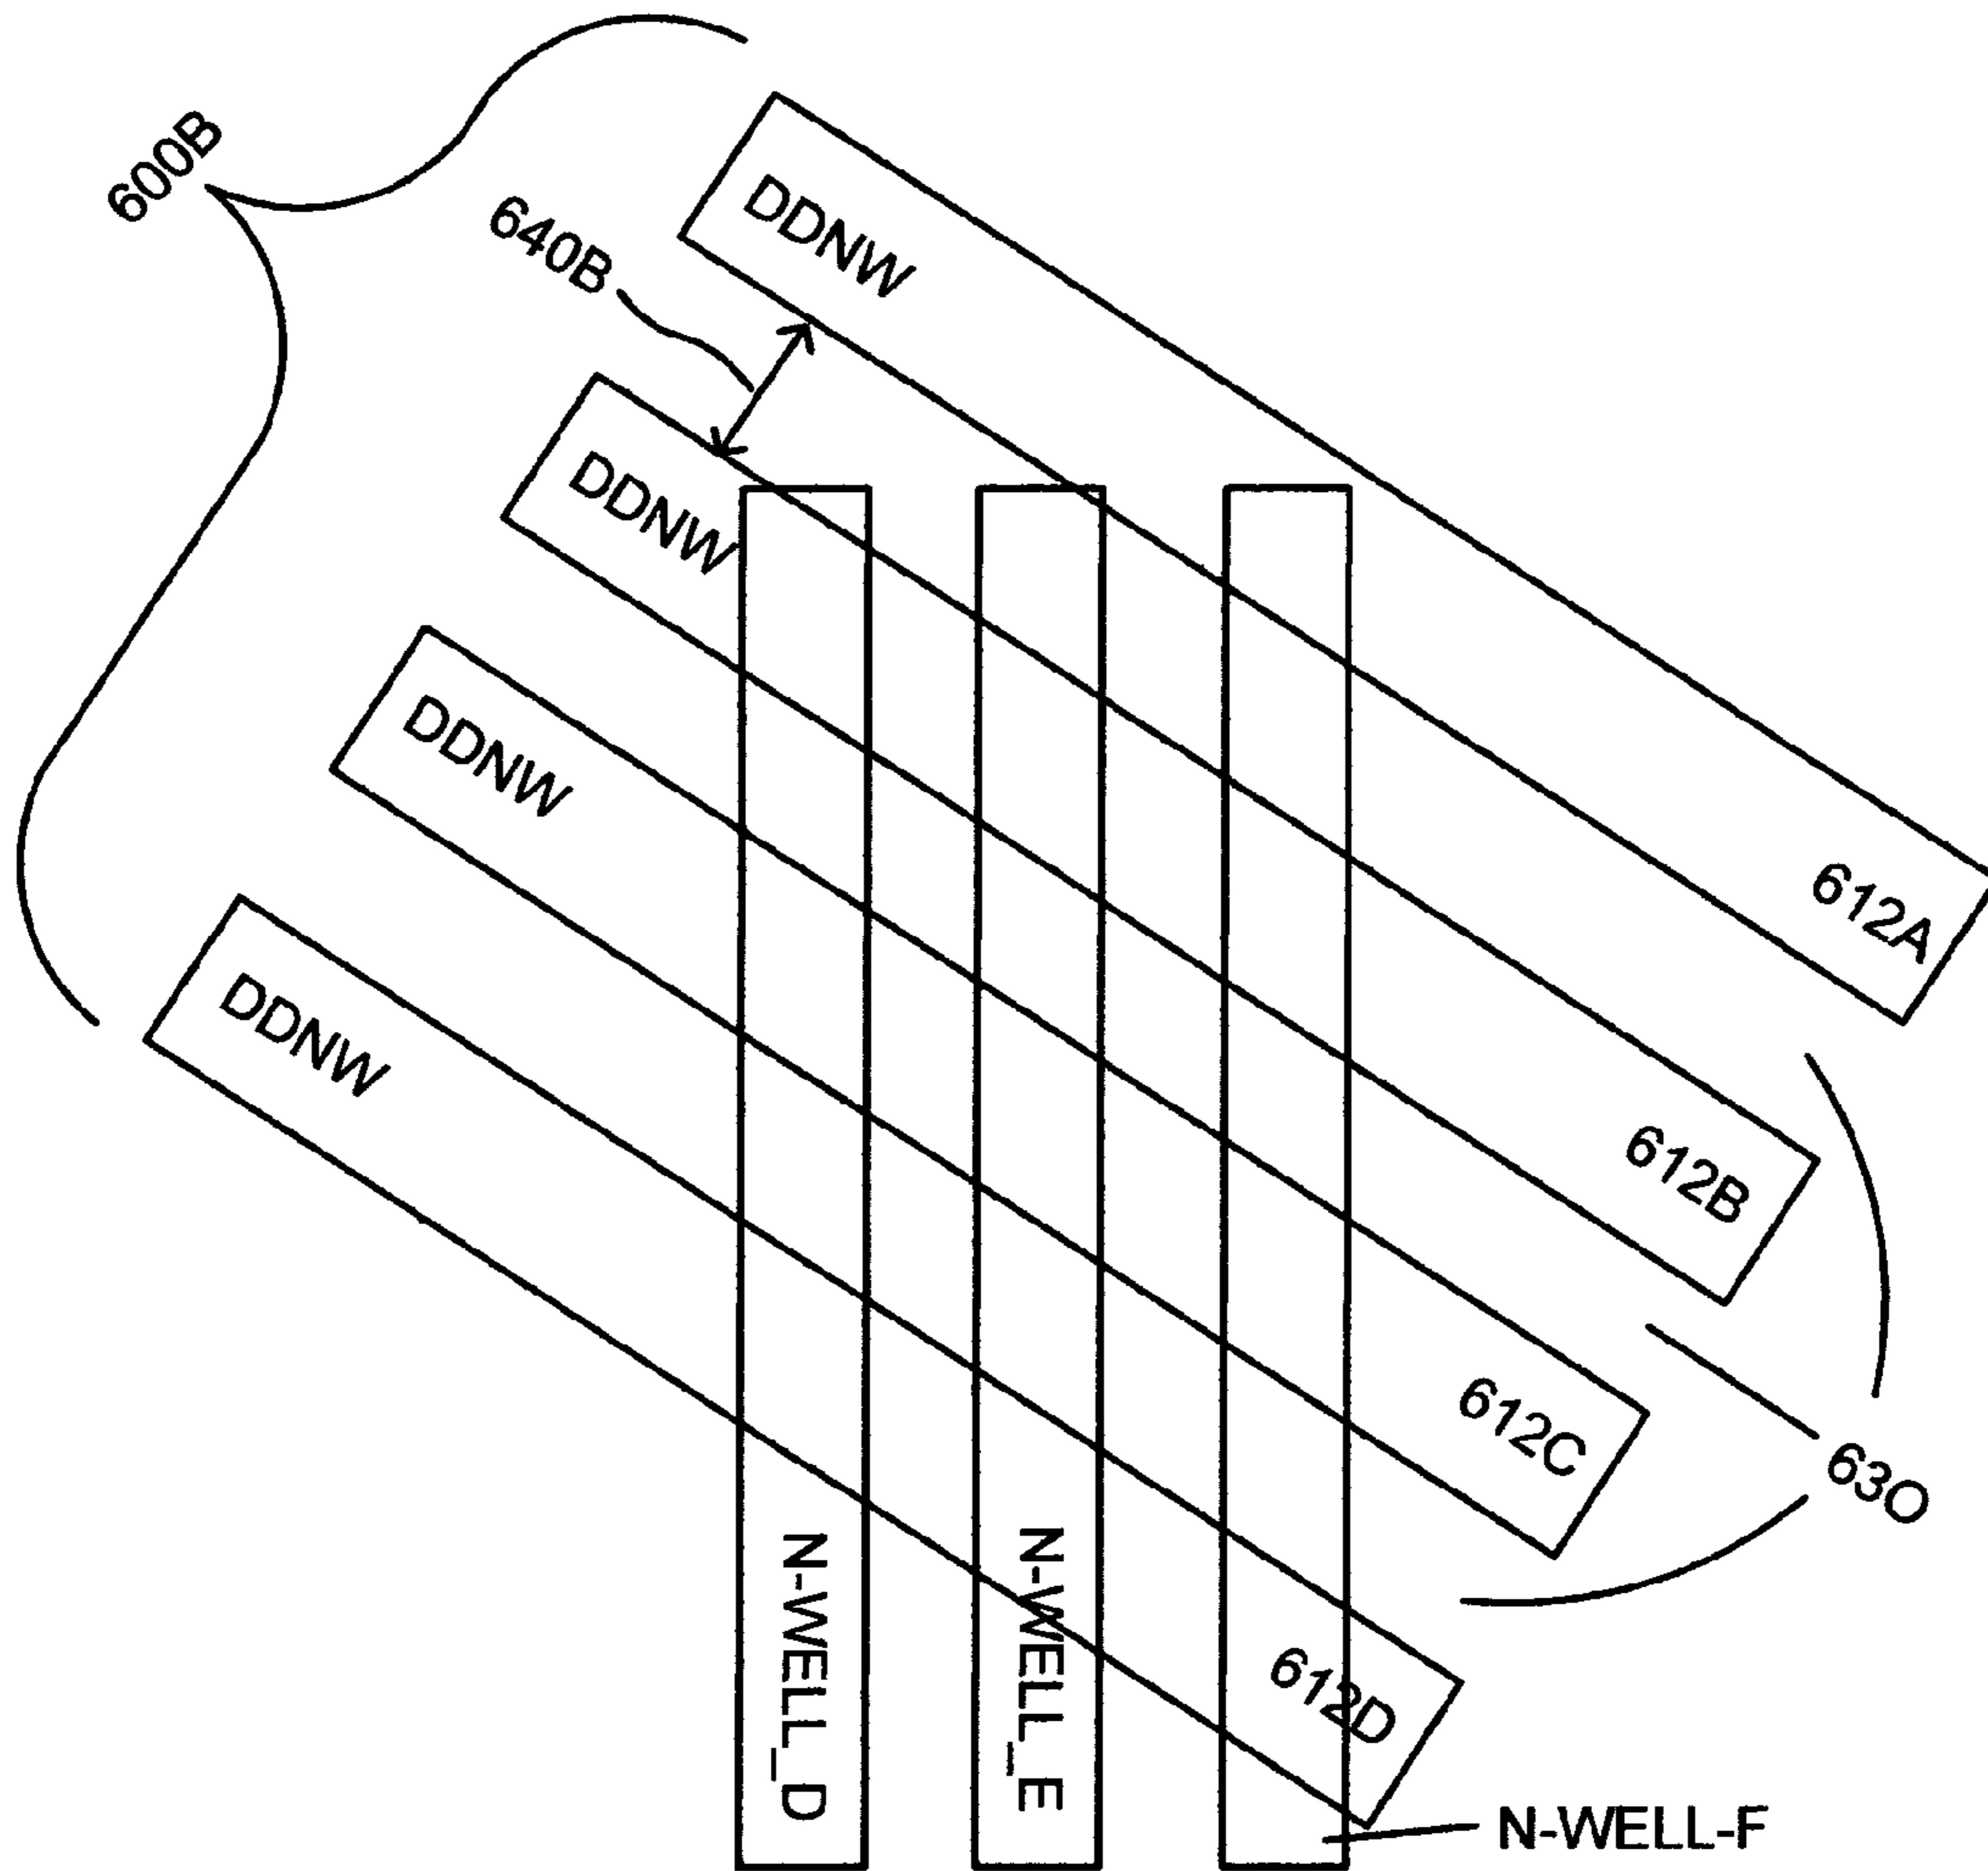 600B
640B
DDNW
DDNW
DDNW
DDNW
612A
612B
612C
612D
630
N-WELL_D
N-WELL_E
N-WELL-F